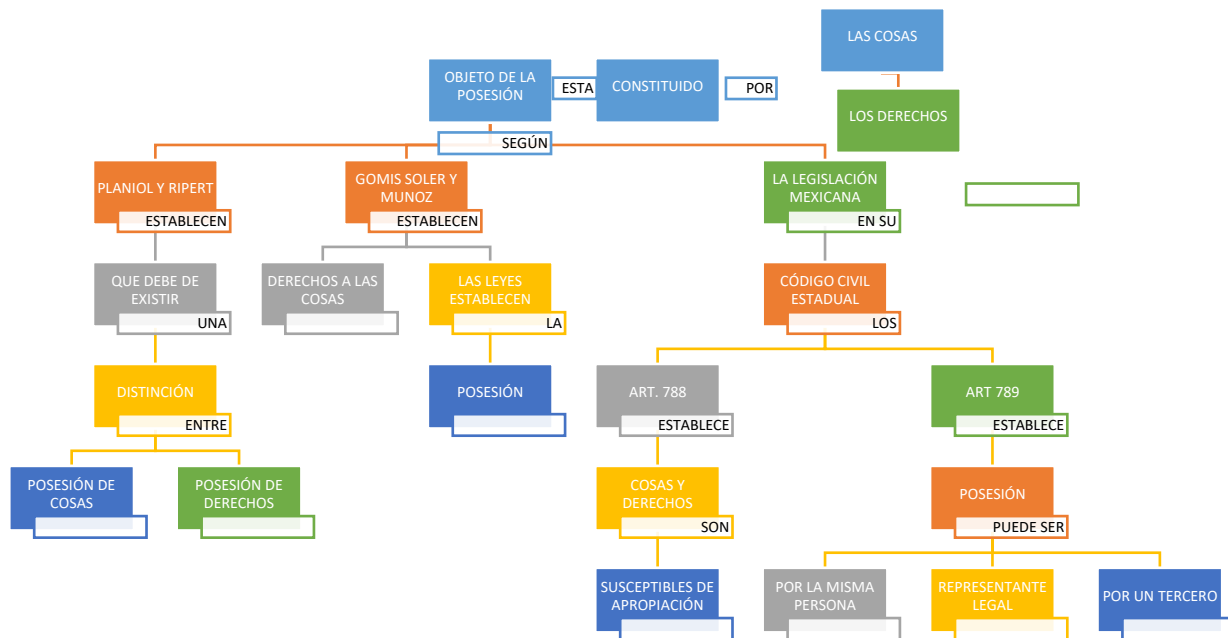 LAS COSAS
OBJETO DE LA
POSESIÓN
ESTA
CONSTITUIDO
POR
LOS DERECHOS
SEGÚN
PLANIOL Y RIPERT
ESTABLECEN
GOMIS SOLER Y
MUNOZ
ESTABLECEN
LA LEGISLACIÓN
MEXICANA
EN SU
QUE DEBE DE
EXISTIR
UNA
DERECHOS A LAS
COSAS
LAS LEYES
ESTABLECEN
LA
CÓDIGO CIVIL
ESTADUAL
LOS
DISTINCIÓN
ENTRE
POSESIÓN
ART. 788
ESTABLECE
ART 789
ESTABLECE
POSESIÓN DE
COSAS
POSESIÓN DE
DERECHOS
COSAS Y
DERECHOS
SON
POSESIÓN
PUEDE SER
SUSCEPTIBLES DE
APROPIACIÓN
POR LA MISMA
PERSONA
REPRESENTANTE
LEGAL
POR UN TERCERO